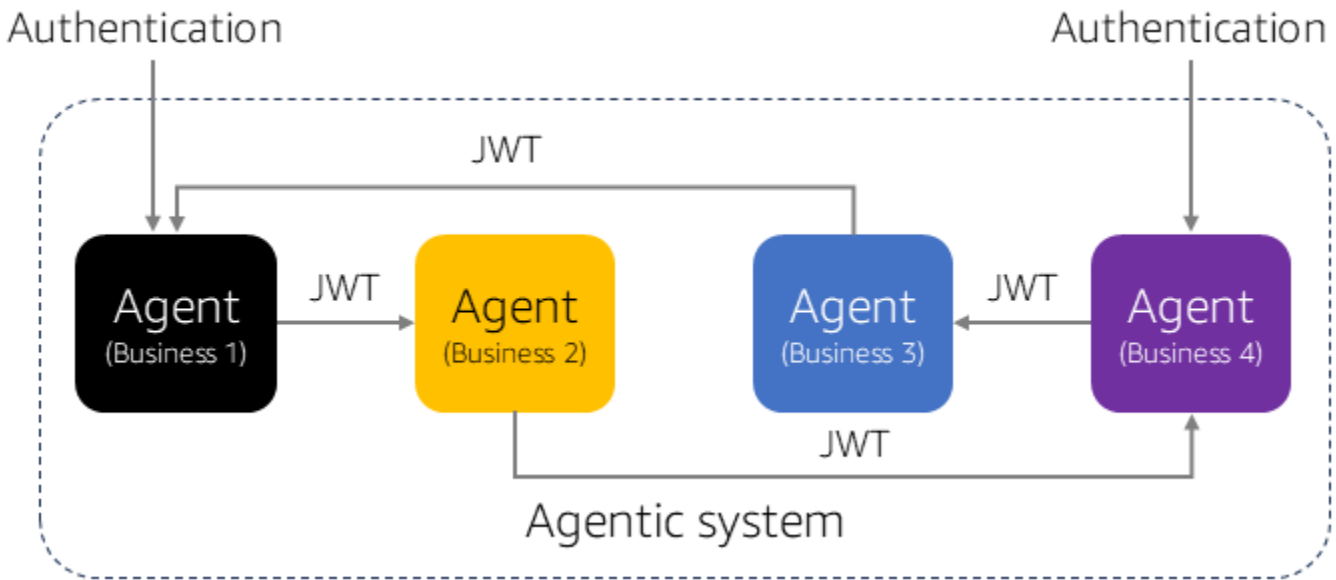 Authentication
Authentication
JWT
Agent
(Business 1)
JWT
Agent
(Business 2)
Agent
(Business 3)
JWT
Agent
(Business 4)
JWT
Agentic system